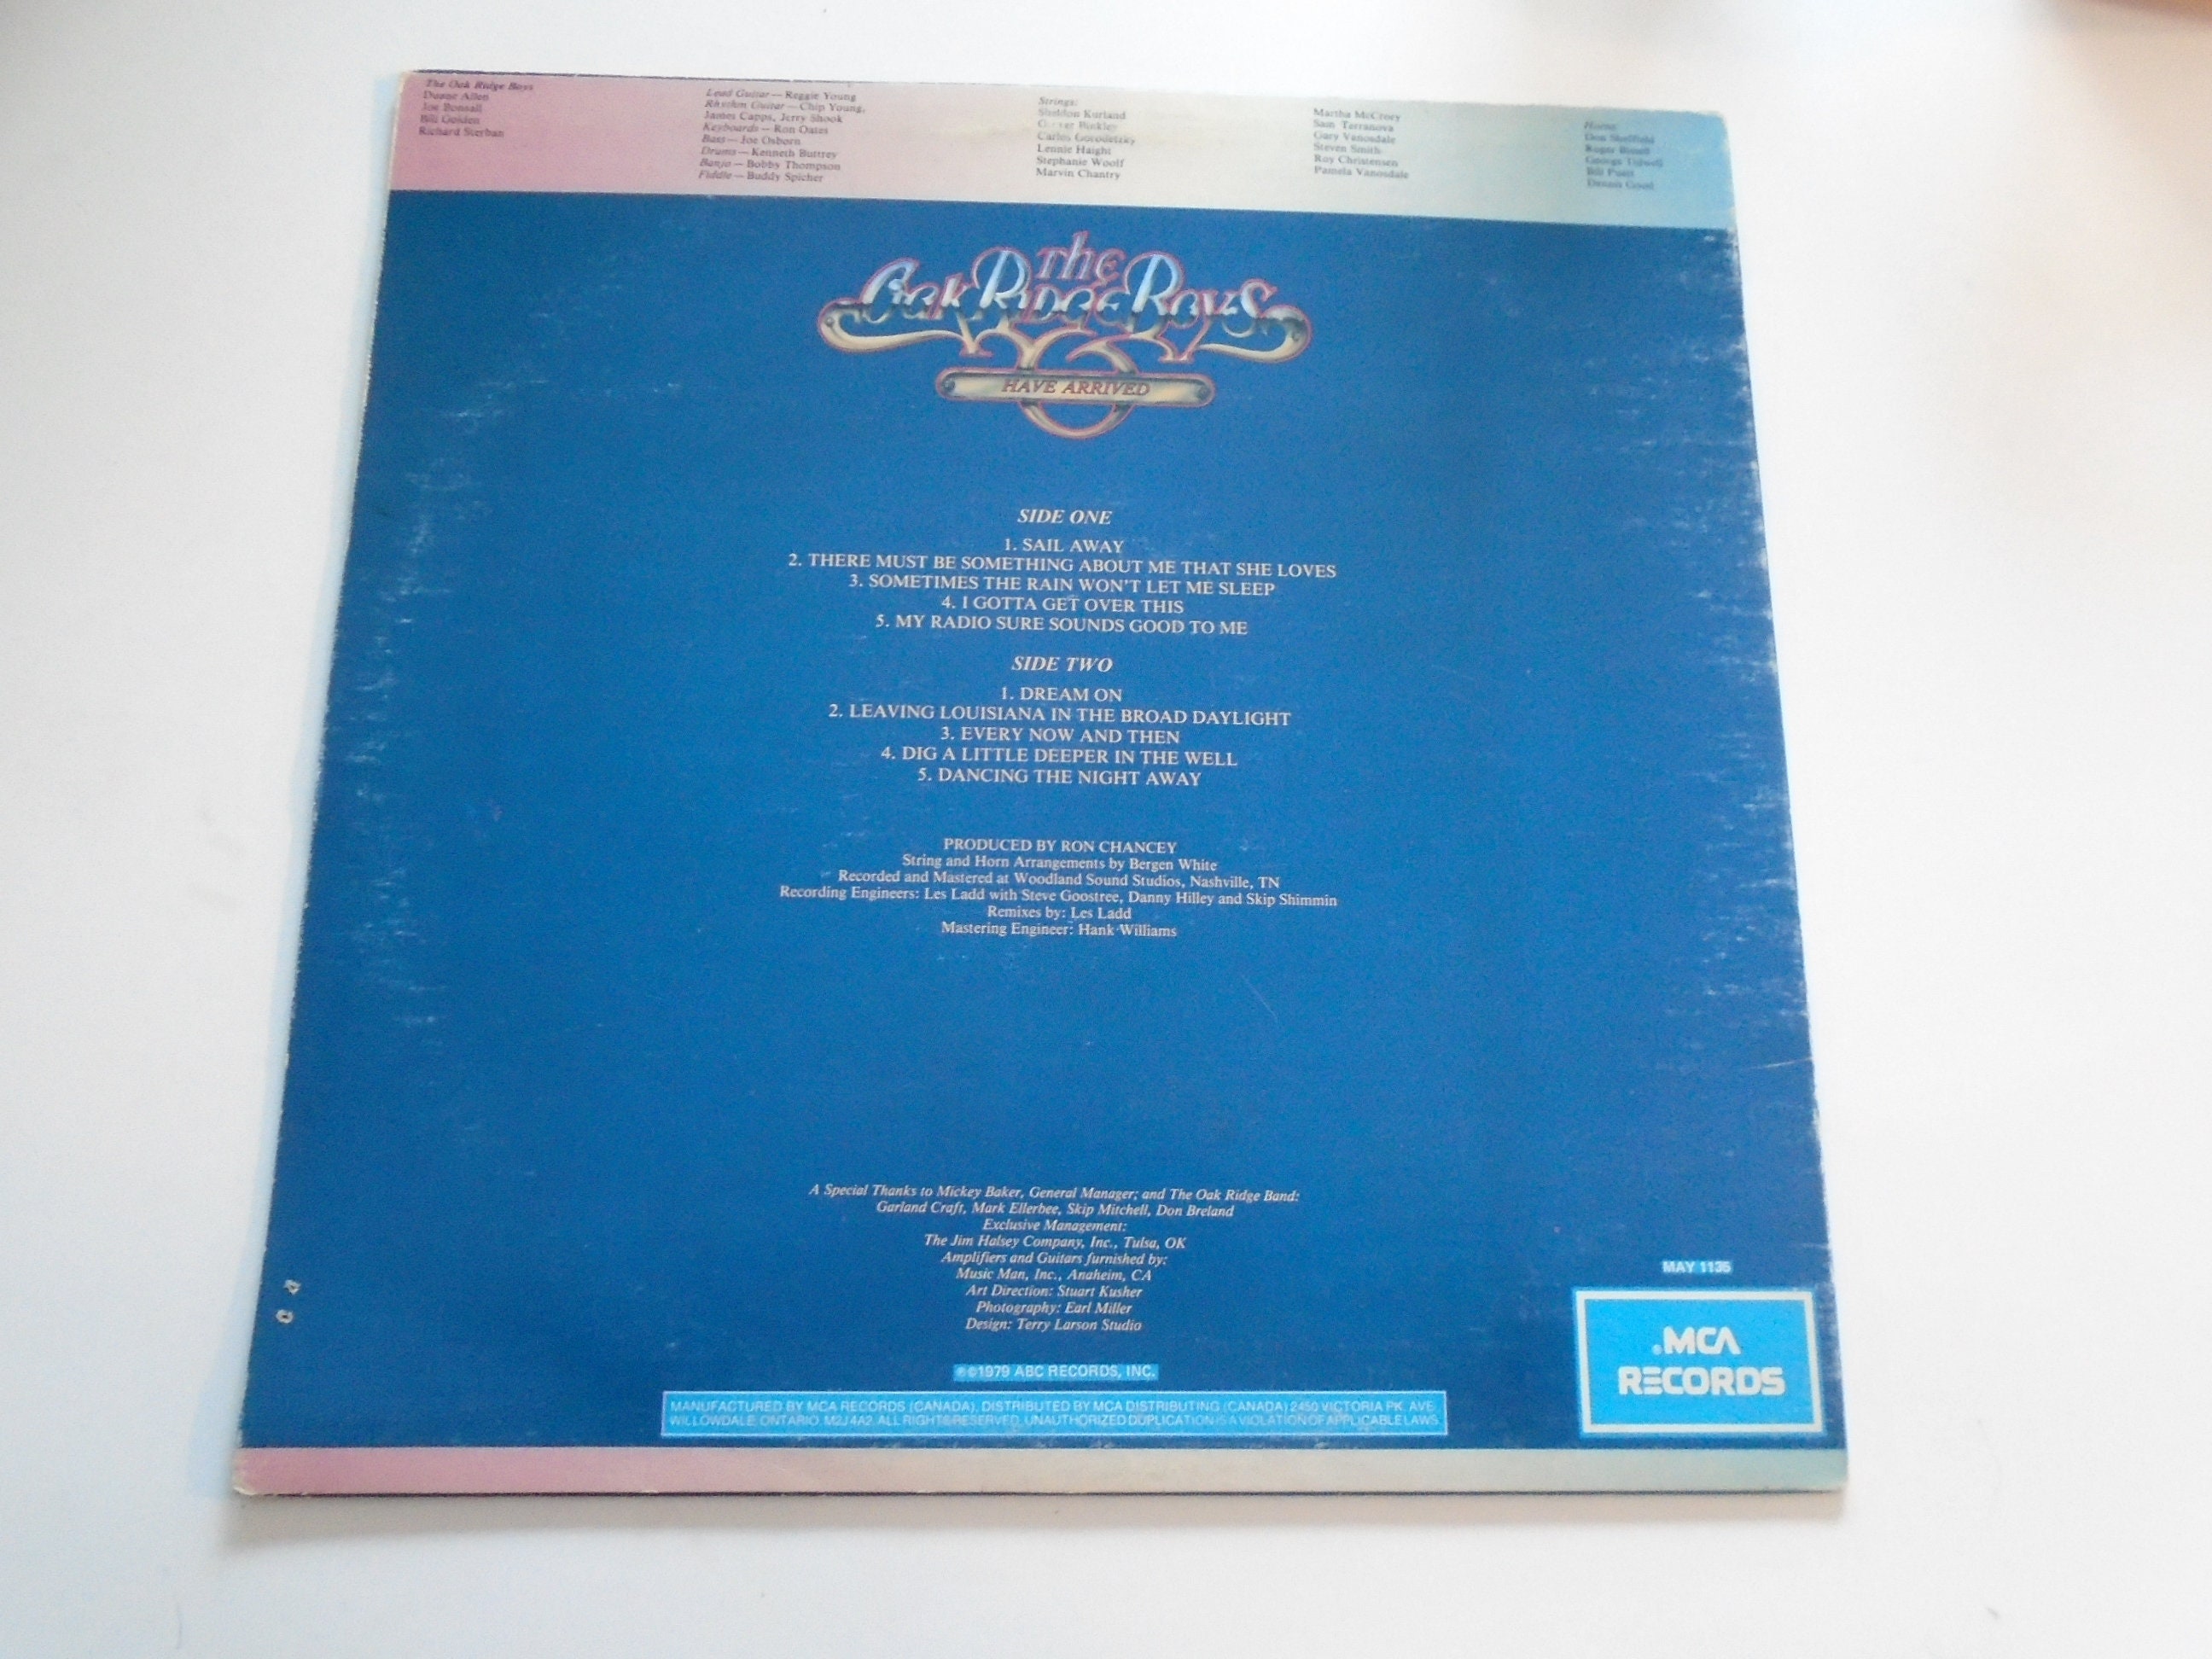 The Oak Ridge Boys
Duane Allen
Joe Bonsall
Bill Golden
Richard Sterban
Lead Guitar — Reggie Young
Rhythm Guitar — Chip Young,
James Capps, Jerry Shook
Keyboards — Ron Oates
Bass — Joe Osborn
Drums — Kenneth Buttrey
Banjo — Bobby Thompson
Fiddle — Buddy Spicher
Strings:
Sheldon Kurland
Binkley
Carlos Gorodetzky
Lennie Haight
Stephanie Woolf
Marvin Chantry
Martha McCrory
Sam Terranova
Gary Vanosdale
Steven Smith
Roy Christensen
Pamela Vanosdale
Horns:
Don Sheffield
Roger Bissell
George Tidwell
Bill Puett
Dennis Good
The
Oak Ridge Boys
HAVE ARRIVED
SIDE ONE
1. SAIL AWAY
2. THERE MUST BE SOMETHING ABOUT ME THAT SHE LOVES
3. SOMETIMES THE RAIN WON'T LET ME SLEEP
4. I GOTTA GET OVER THIS
5. MY RADIO SURE SOUNDS GOOD TO ME
SIDE TWO
1. DREAM ON
2. LEAVING LOUISIANA IN THE BROAD DAYLIGHT
3. EVERY NOW AND THEN
4. DIG A LITTLE DEEPER IN THE WELL
5. DANCING THE NIGHT AWAY
PRODUCED BY RON CHANCEY
String and Horn Arrangements by Bergen White
Recorded and Mastered at Woodland Sound Studios, Nashville, TN
Recording Engineers: Les Ladd with Steve Goostree, Danny Hilley and Skip Shimmin
Remixes by: Les Ladd
Mastering Engineer: Hank Williams
A Special Thanks to Mickey Baker, General Manager; and The Oak Ridge Band:
Garland Craft, Mark Ellerbee, Skip Mitchell, Don Breland
Exclusive Management:
The Jim Halsey Company, Inc., Tulsa, OK
Amplifiers and Guitars furnished by:
Music Man, Inc., Anaheim, CA
Art Direction: Stuart Kusher
Photography: Earl Miller
Design: Terry Larson Studio
℗©1979 ABC RECORDS, INC.
MANUFACTURED BY MCA RECORDS (CANADA), DISTRIBUTED BY MCA DISTRIBUTING (CANADA) 2450 VICTORIA PK. AVE.
WILLOWDALE, ONTARIO. M2J 4A2. ALL RIGHTS RESERVED. UNAUTHORIZED DUPLICATION IS A VIOLATION OF APPLICABLE LAWS.
MAY 1135
MCA
RECORDS